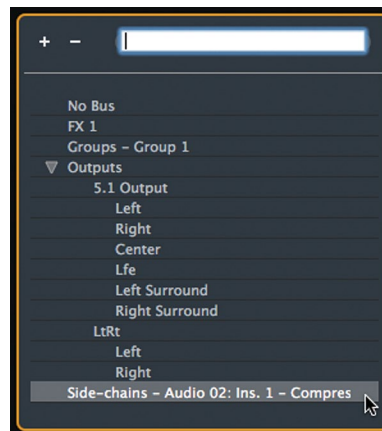 + –
No Bus
FX 1
Groups – Group 1
Outputs
5.1 Output
Left
Right
Center
Lfe
Left Surround
Right Surround
LtRt
Left
Right
Side-chains – Audio 02: Ins. 1 – Compres